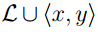 ℒ ∪ ⟨x, y⟩